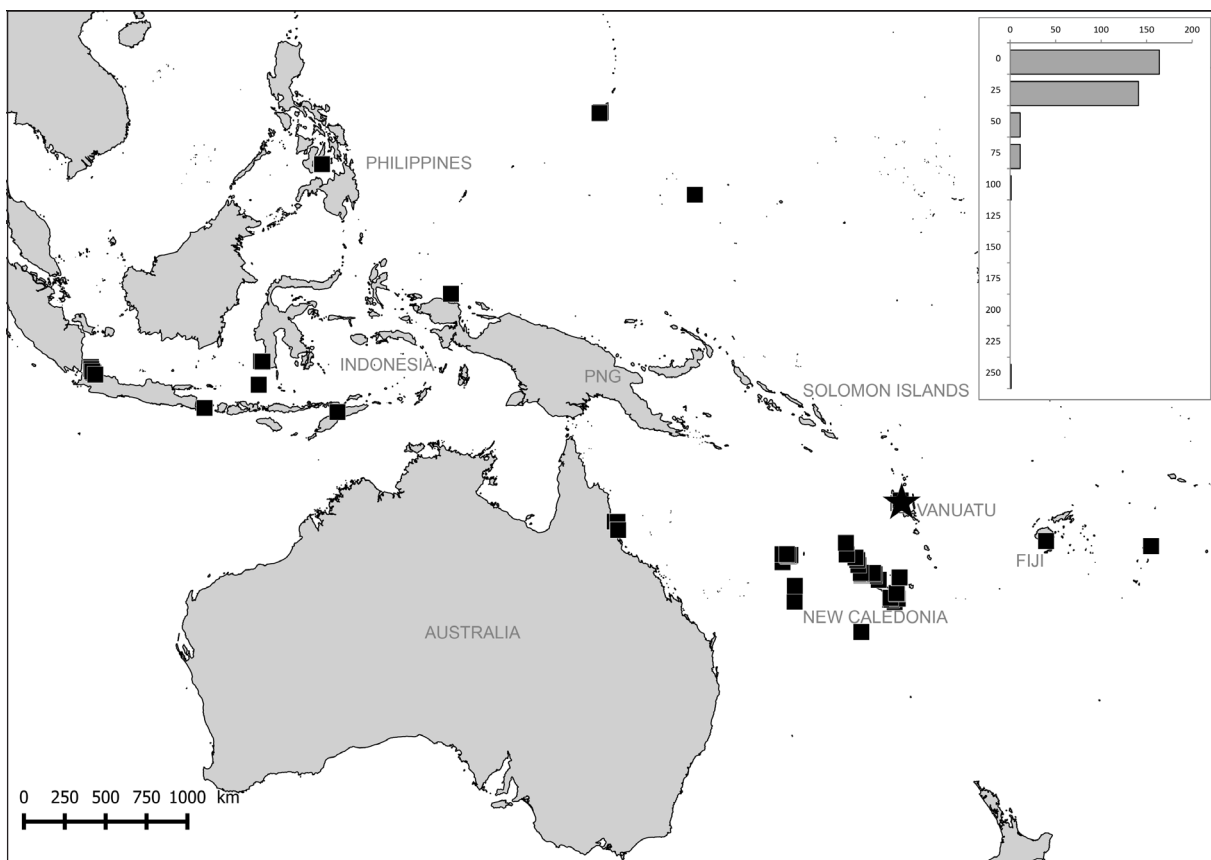 0 50 100 150 200
0
25
50
75
100
125
150
175
200
225
250
PHILIPPINES
INDONESIA
PNG
SOLOMON ISLANDS
VANUATU
FIJI
NEW CALEDONIA
AUSTRALIA
0 250 500 750 1000 km